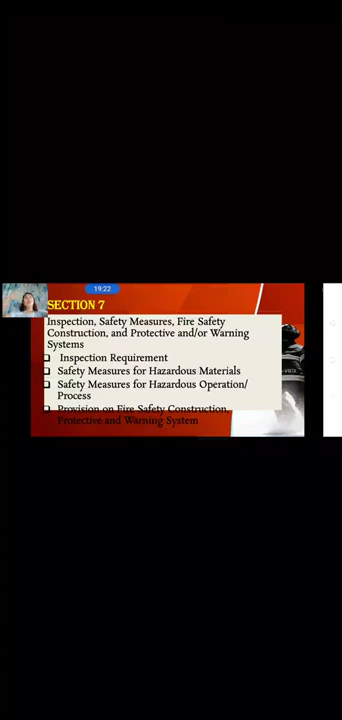 19:22
SECTION 7
Inspection, Safety Measures, Fire Safety
Construction, and Protective and/or Warning
Systems
❑ Inspection Requirement
❑ Safety Measures for Hazardous Materials
❑ Safety Measures for Hazardous Operation/
Process
❑ Provision on Fire Safety Construction,
Protective and Warning System